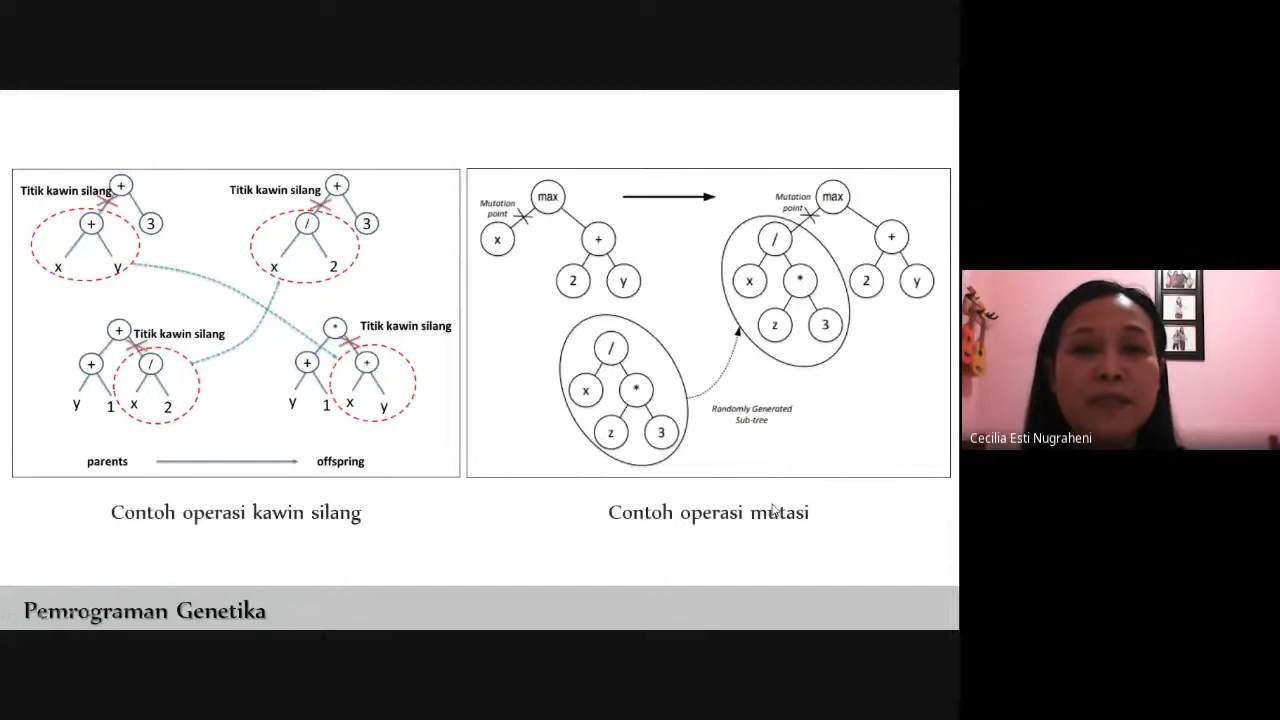 Titik kawin silang
+
+
3
x
y
Titik kawin silang
+
/
3
x
2
+
Titik kawin silang
+
/
y
1
x
2
*
Titik kawin silang
+
+
y
1
x
y
parents
offspring
Contoh operasi kawin silang
Mutation
point
max
x
+
2
y
/
x
*
z
3
Randomly Generated
Sub-tree
Mutation
point
max
/
+
x
*
2
y
z
3
Contoh operasi mutasi
Pemrograman Genetika
Cecilia Esti Nugraheni